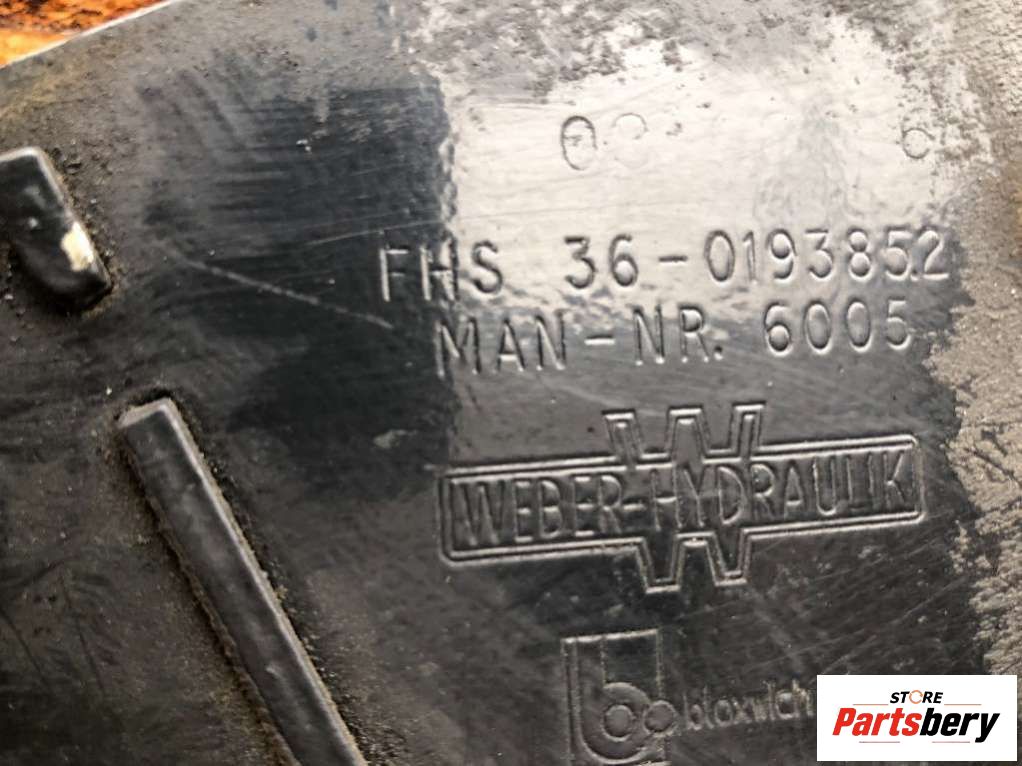 FHS 36-0193852
MAN-NR. 6005
WEBER-HYDRAULIK
bloxwich
STORE
Partsbery